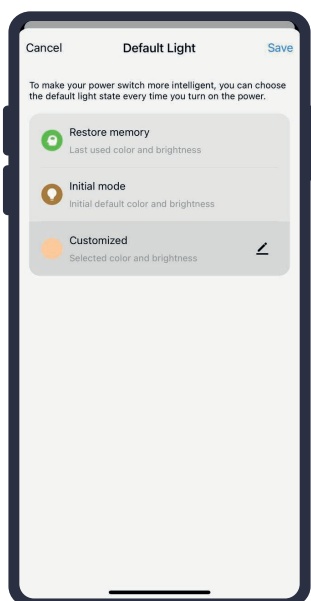 Cancel Default Light Save
To make your power switch more intelligent, you can choose
the default light state every time you turn on the power.
Restore memory
Last used color and brightness
Initial mode
Initial default color and brightness
Customized
Selected color and brightness